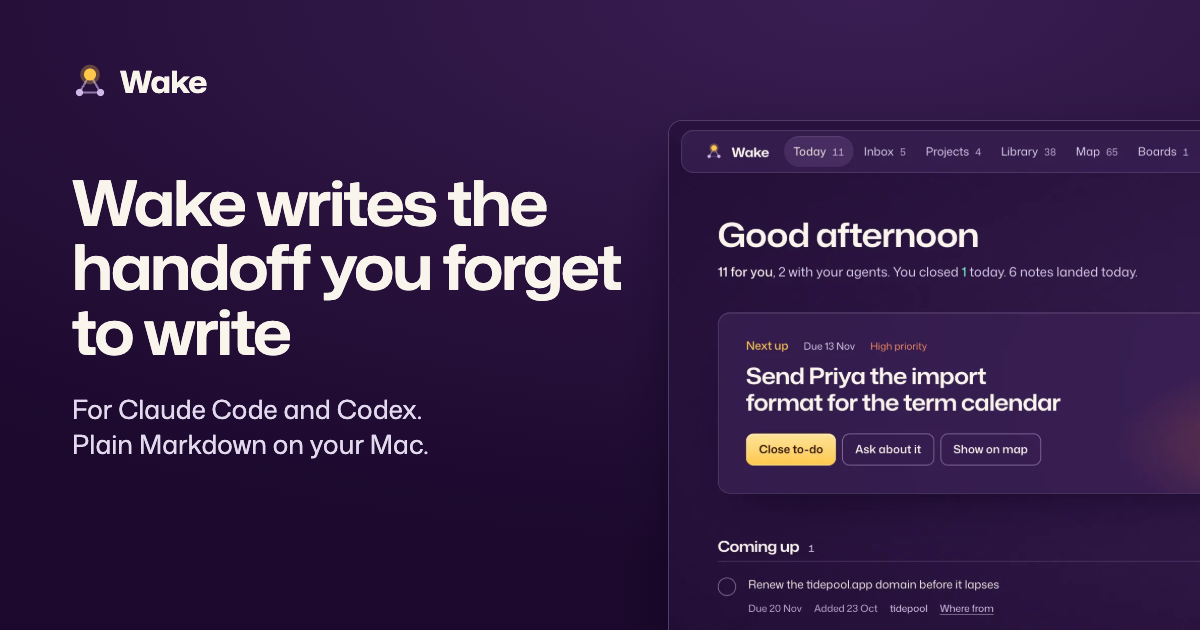 Wake
Wake writes the
handoff you forget
to write
For Claude Code and Codex.
Plain Markdown on your Mac.
Wake Today 11 Inbox 5 Projects 4 Library 38 Map 65 Boards 1
Good afternoon
11 for you, 2 with your agents. You closed 1 today. 6 notes landed today.
Next up Due 13 Nov High priority
Send Priya the import
format for the term calendar
Close to-do Ask about it Show on map
Coming up 1
Renew the tidepool.app domain before it lapses
Due 20 Nov Added 23 Oct tidepool Where from